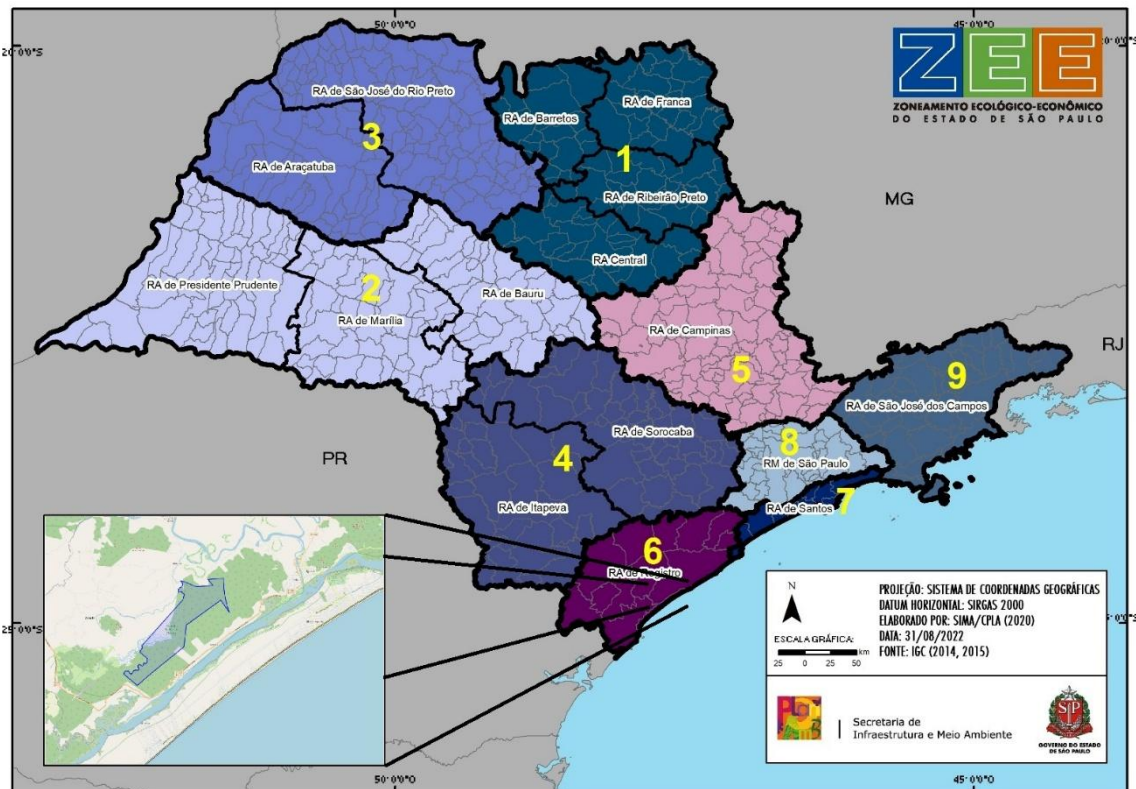 50°0'0"O
45°0'0"O
20°0'0"S
ZEE
ZONEAMENTO ECOLÓGICO-ECONÔMICO
DO ESTADO DE SÃO PAULO
RA de São José do Rio Preto
RA de Franca
RA de Barretos
3
1
RA de Araçatuba
RA de Ribeirão Preto
MG
RA Central
RA de Presidente Prudente
2
RA de Bauru
RA de Marília
RA de Campinas
5
9
RJ
RA de São José dos Campos
RA de Sorocaba
8
PR
4
RM de São Paulo
7
RA de Itapeva
RA de Santos
6
RA de Registro
N
ESCALA GRÁFICA:
25 0 25 50 km
PROJEÇÃO: SISTEMA DE COORDENADAS GEOGRÁFICAS
DATUM HORIZONTAL: SIRGAS 2000
ELABORADO POR: SIMA/CPLA (2020)
DATA: 31/08/2022
FONTE: IGC (2014, 2015)
25°0'0"S
Secretaria de
Infraestrutura e Meio Ambiente
SP
GOVERNO DO ESTADO
DE SÃO PAULO
50°0'0"O
45°0'0"O